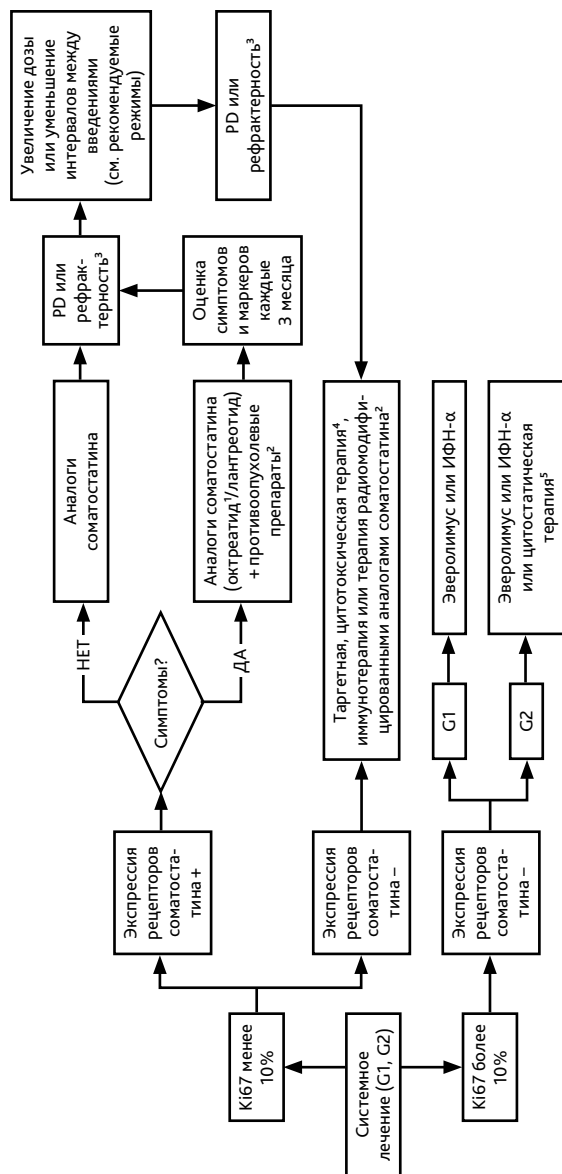 Системное
лечение (G1, G2)
Ki67 менее
10%
Ki67 более
10%
Экспрессия
рецепторов
соматоста-
тина +
Экспрессия
рецепторов
соматоста-
тина –
Экспрессия
рецепторов
соматоста-
тина –
Симптомы?
НЕТ
ДА
Аналоги
соматостатина
Аналоги соматостатина
(октреатид¹/лантреотид)
+ противоопухолевые
препараты²
PD или
рефрак-
терность³
Оценка
симптомов
и маркеров
каждые
3 месяца
Увеличение дозы
или уменьшение
интервалов между
введениями
(см. рекомендуемые
режимы)
PD или
рефрактерность³
Таргетная, цитотоксическая терапия⁴,
иммунотерапия или терапия радиомодифи-
цированными аналогами соматостатина²
G1
G2
Эверолимус или ИФН-α
Эверолимус или ИФН-α
или цитостатическая
терапия⁵